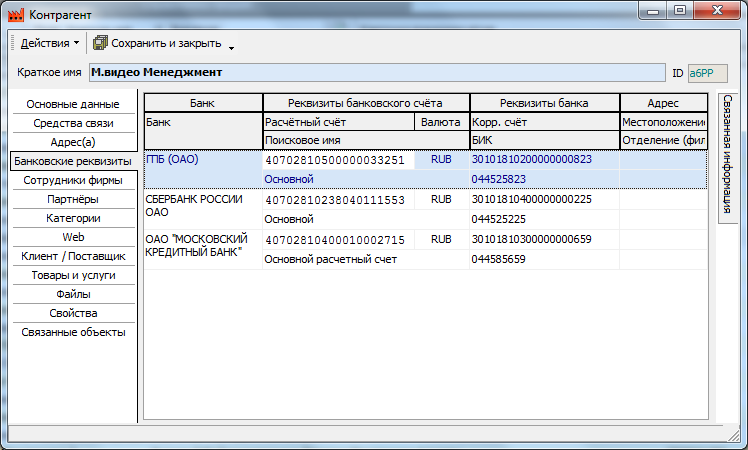 Контрагент
Действия Сохранить и закрыть
Краткое имя М.видео Менеджмент ID a6PP
Основные данные
Средства связи
Адрес(а)
Банковские реквизиты
Сотрудники фирмы
Партнёры
Категории
Web
Клиент / Поставщик
Товары и услуги
Файлы
Свойства
Связанные объекты
Банк Реквизиты банковского счёта Реквизиты банка Адрес
Банк Расчётный счёт Валюта Корр. счёт Местоположение
Поисковое имя БИК Отделение (фил
ГПБ (ОАО) 40702810500000033251 RUB 30101810200000000823
Основной 044525823
СБЕРБАНК РОССИИ 40702810238040111553 RUB 30101810400000000225
ОАО Основной 044525225
ОАО "МОСКОВСКИЙ 40702810400010002715 RUB 30101810300000000659
КРЕДИТНЫЙ БАНК" Основной расчетный счет 044585659
Связанная информация